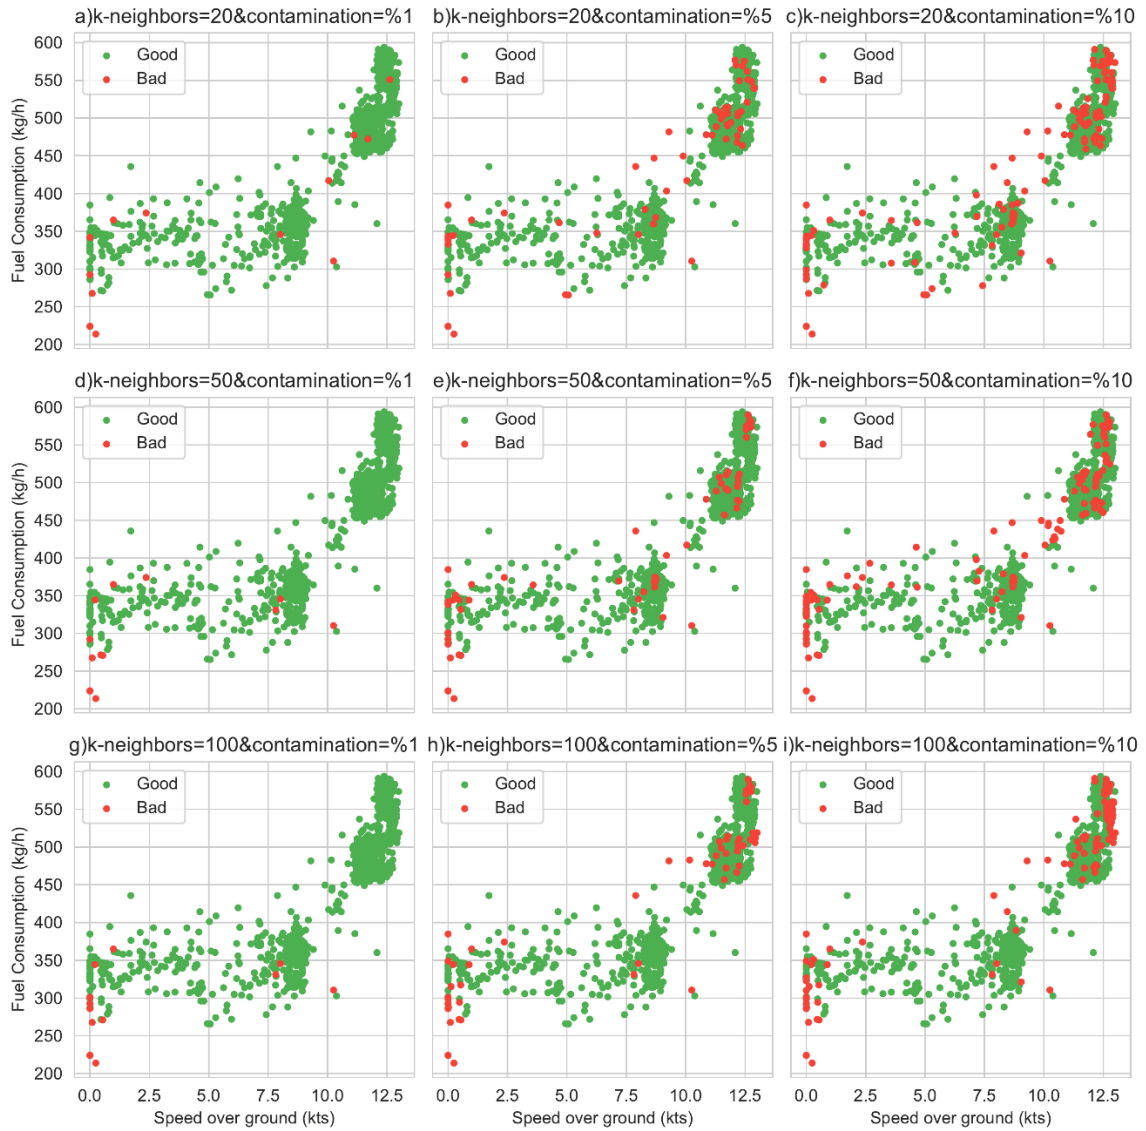 a)k-neighbors=20&contamination=%1
b)k-neighbors=20&contamination=%5
c)k-neighbors=20&contamination=%10
600
550
500
450
400
350
300
250
200
Fuel Consumption (kg/h)
Good
Bad
Good
Bad
Good
Bad
d)k-neighbors=50&contamination=%1
e)k-neighbors=50&contamination=%5
f)k-neighbors=50&contamination=%10
600
550
500
450
400
350
300
250
200
Fuel Consumption (kg/h)
Good
Bad
Good
Bad
Good
Bad
g)k-neighbors=100&contamination=%1
h)k-neighbors=100&contamination=%5
i)k-neighbors=100&contamination=%10
600
550
500
450
400
350
300
250
200
Fuel Consumption (kg/h)
Good
Bad
Good
Bad
Good
Bad
0.0 2.5 5.0 7.5 10.0 12.5
0.0 2.5 5.0 7.5 10.0 12.5
0.0 2.5 5.0 7.5 10.0 12.5
Speed over ground (kts)
Speed over ground (kts)
Speed over ground (kts)